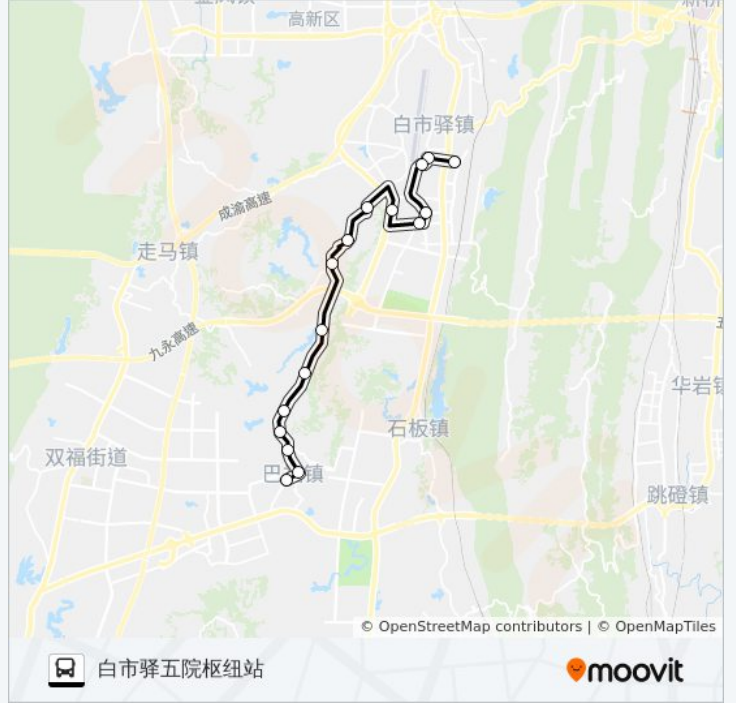 高新区
白市驿镇
成渝高速
走马镇
九永高速
华岩镇
石板镇
双福街道
巴 镇
跳磴镇
© OpenStreetMap contributors | © OpenMapTiles
白市驿五院枢纽站
moovit